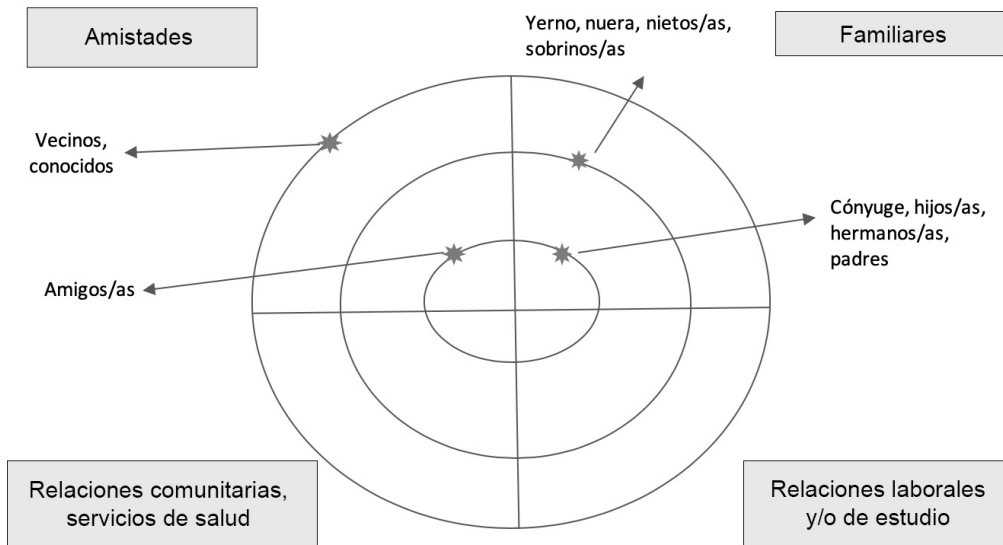 Amistades
Yerno, nuera, nietos/as,
sobrinos/as
Familiares
Vecinos,
conocidos
Cónyuge, hijos/as,
hermanos/as,
padres
Amigos/as
Relaciones comunitarias,
servicios de salud
Relaciones laborales
y/o de estudio